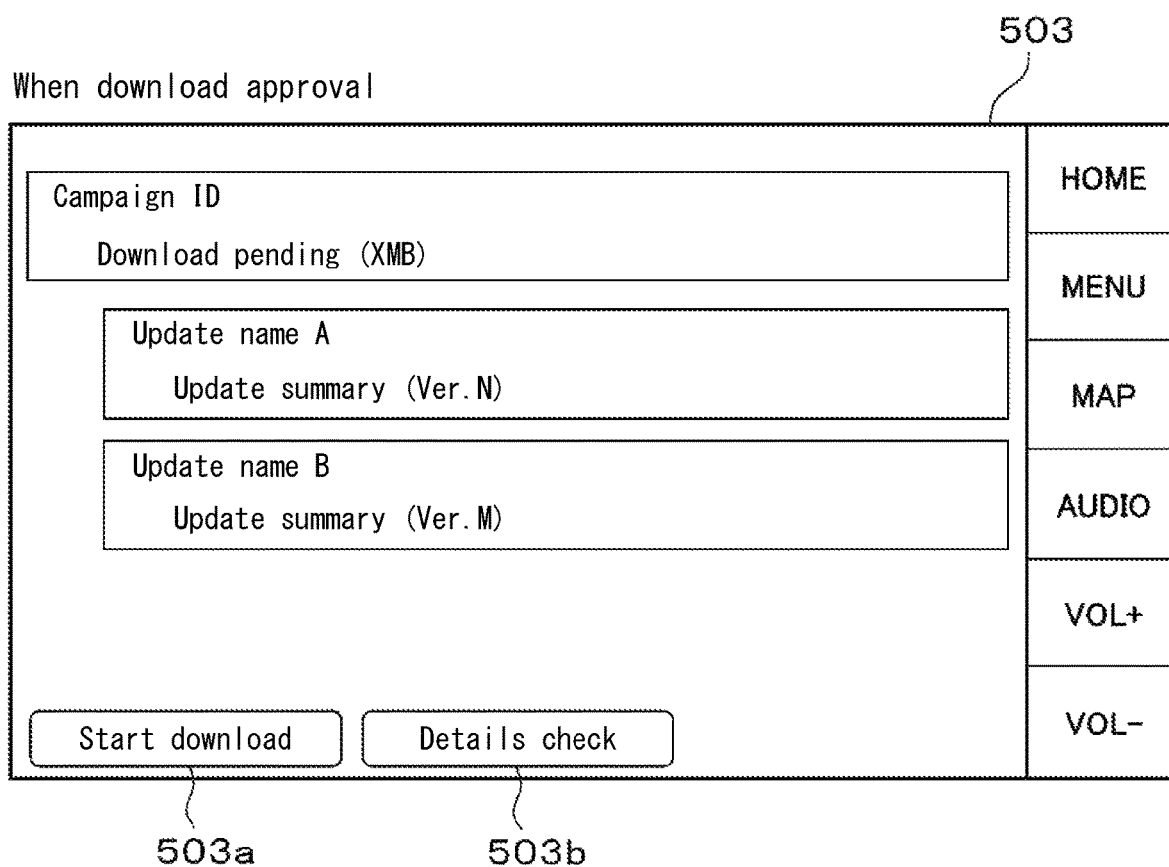 503
When download approval
Campaign ID
Download pending (XMB)
Update name A
Update summary (Ver.N)
Update name B
Update summary (Ver.M)
Start download
Details check
HOME
MENU
MAP
AUDIO
VOL+
VOL-
503a
503b